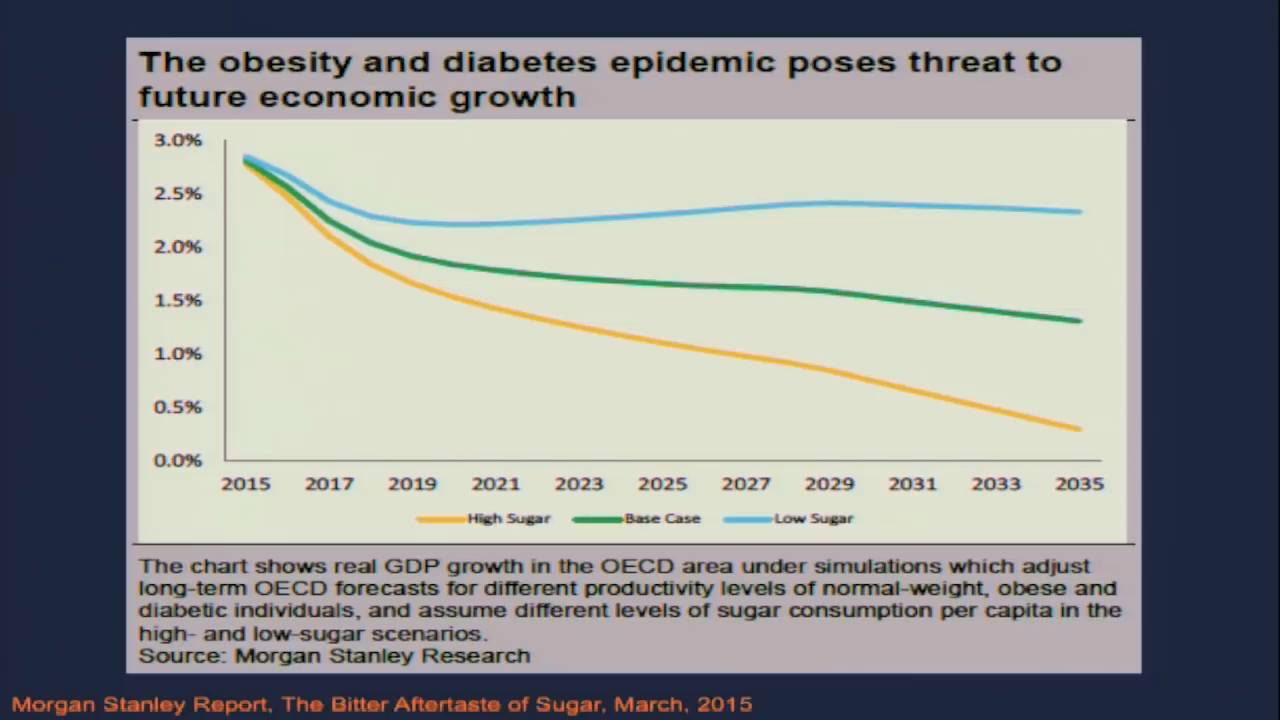 The obesity and diabetes epidemic poses threat to
future economic growth
3.0%
2.5%
2.0%
1.5%
1.0%
0.5%
0.0%
2015 2017 2019 2021 2023 2025 2027 2029 2031 2033 2035
High Sugar Base Case Low Sugar
The chart shows real GDP growth in the OECD area under simulations which adjust
long-term OECD forecasts for different productivity levels of normal-weight, obese and
diabetic individuals, and assume different levels of sugar consumption per capita in the
high- and low-sugar scenarios.
Source: Morgan Stanley Research
Morgan Stanley Report, The Bitter Aftertaste of Sugar, March, 2015